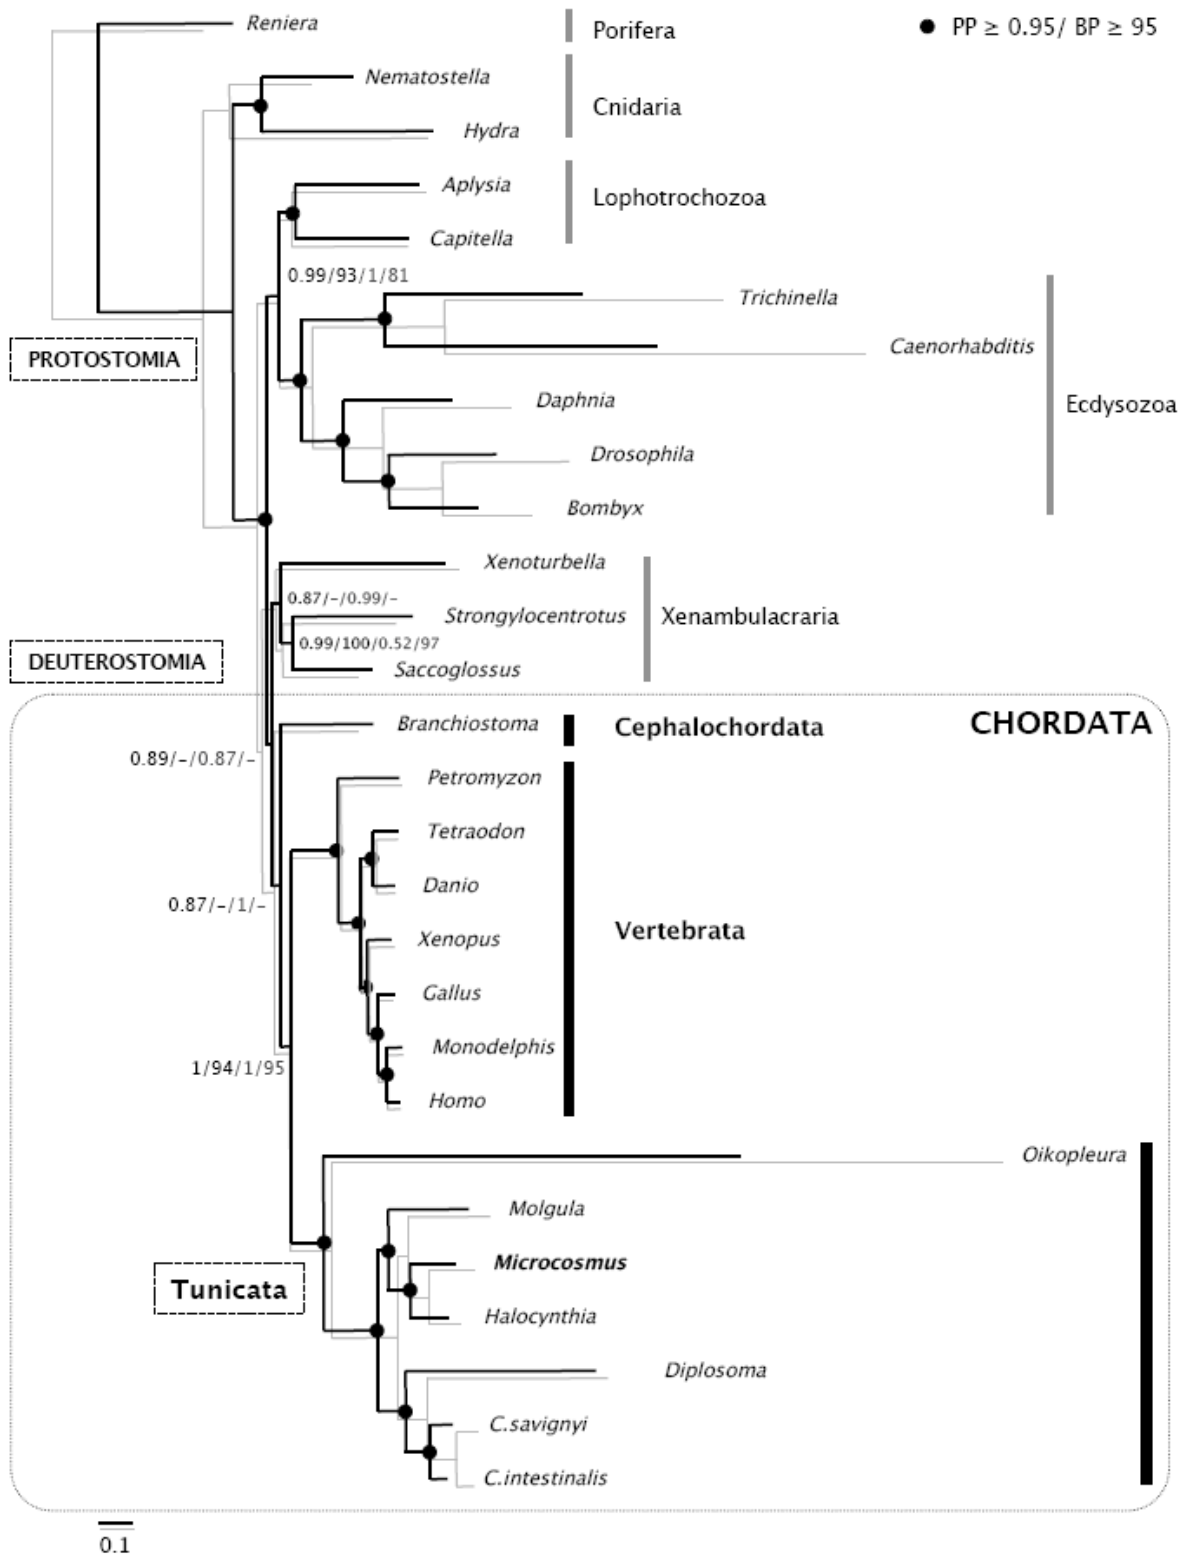 Reniera
Porifera
● PP ≥ 0.95/ BP ≥ 95
Nematostella
Cnidaria
Hydra
Aplysia
Lophotrochozoa
Capitella
0.99/93/1/81
Trichinella
Caenorhabditis
PROTOSTOMIA
Daphnia
Ecdysozoa
Drosophila
Bombyx
Xenoturbella
0.87/-/0.99/-
Strongylocentrotus
Xenambulacraria
0.99/100/0.52/97
DEUTEROSTOMIA
Saccoglossus
Branchiostoma
Cephalochordata
CHORDATA
0.89/-/0.87/-
Petromyzon
Tetraodon
Danio
0.87/-/1/-
Vertebrata
Xenopus
Gallus
Monodelphis
1/94/1/95
Homo
Oikopleura
Molgula
Microcosmus
Tunicata
Halocynthia
Diplosoma
C.savignyi
C.intestinalis
0.1